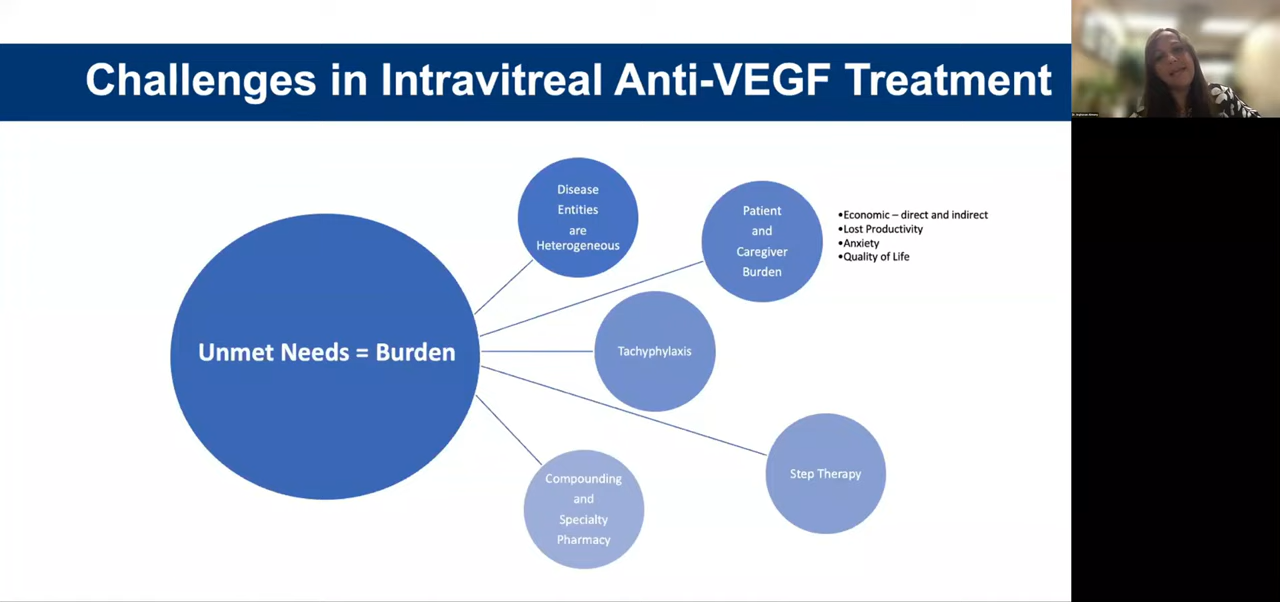 Challenges in Intravitreal Anti-VEGF Treatment
Disease
Entities
are
Heterogeneous
Patient
and
Caregiver
Burden
•Economic – direct and indirect
•Lost Productivity
•Anxiety
•Quality of Life
Unmet Needs = Burden
Tachyphylaxis
Step Therapy
Compounding
and
Specialty
Pharmacy